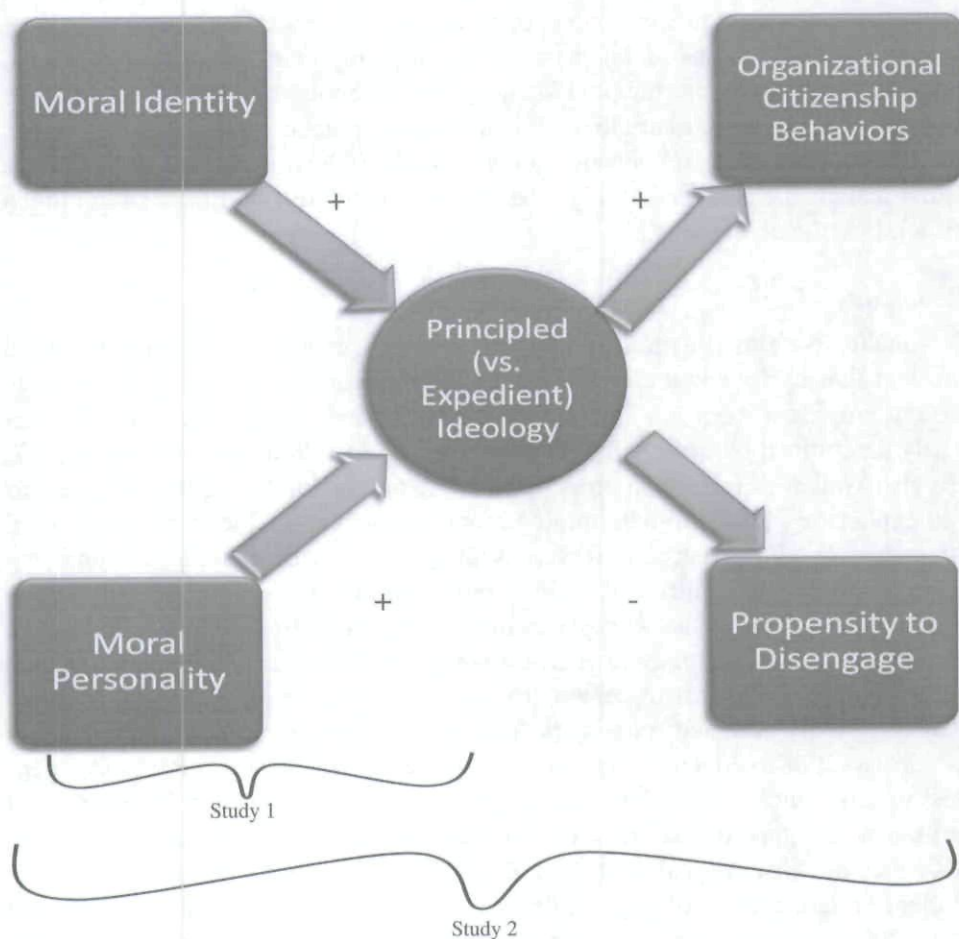 Moral Identity
Organizational
Citizenship
Behaviors
+
+
Principled
(vs.
Expedient)
Ideology
+
-
Moral
Personality
Propensity to
Disengage
Study 1
Study 2